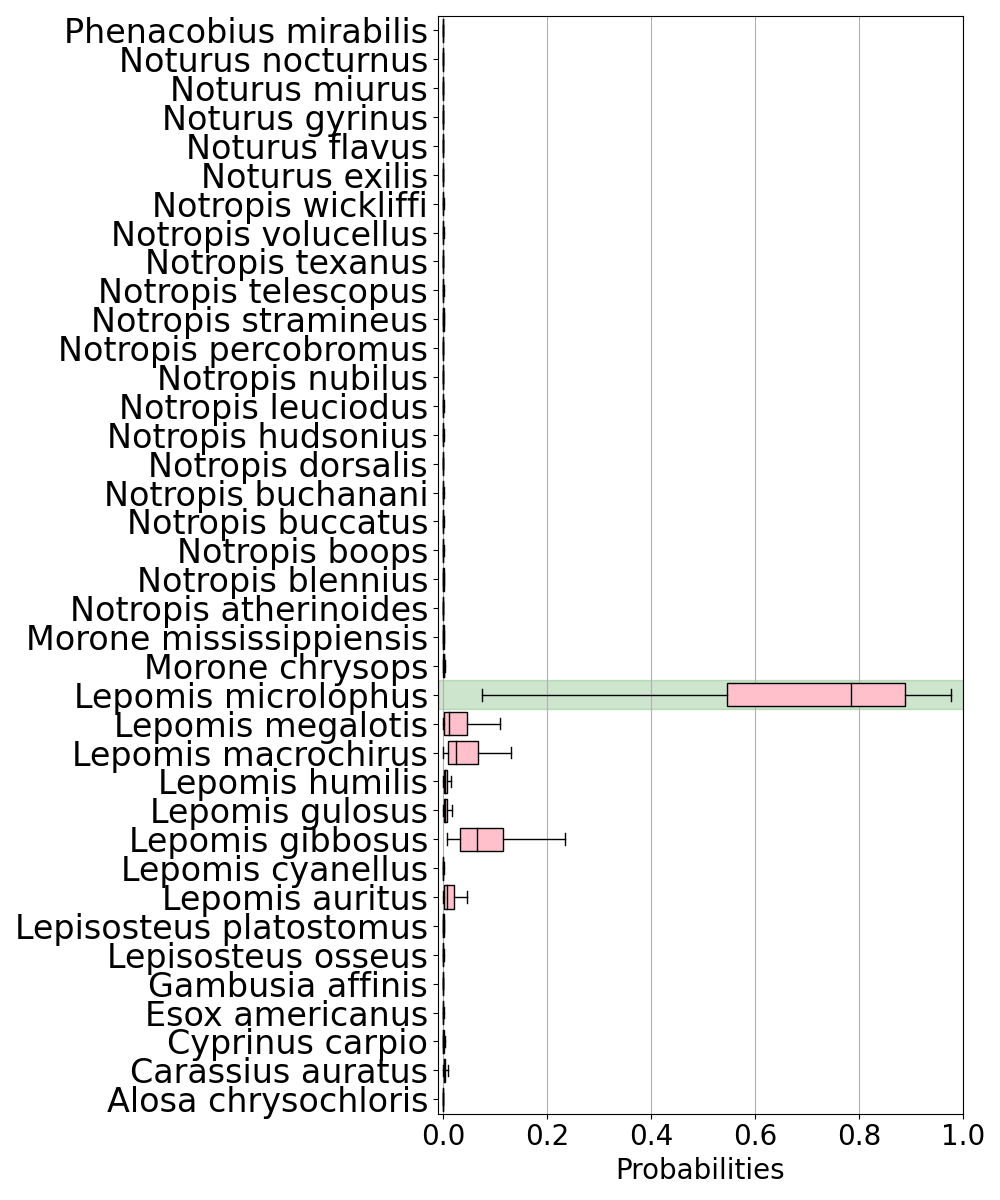 Phenacobius mirabilis
Noturus nocturnus
Noturus miurus
Noturus gyrinus
Noturus flavus
Noturus exilis
Notropis wickliffi
Notropis volucellus
Notropis texanus
Notropis telescopus
Notropis stramineus
Notropis percobromus
Notropis nubilus
Notropis leuciodus
Notropis hudsonius
Notropis dorsalis
Notropis buchanani
Notropis buccatus
Notropis boops
Notropis blennius
Notropis atherinoides
Morone mississippiensis
Morone chrysops
Lepomis microlophus
Lepomis megalotis
Lepomis macrochirus
Lepomis humilis
Lepomis gulosus
Lepomis gibbosus
Lepomis cyanellus
Lepomis auritus
Lepisosteus platostomus
Lepisosteus osseus
Gambusia affinis
Esox americanus
Cyprinus carpio
Carassius auratus
Alosa chrysochloris
0.0 0.2 0.4 0.6 0.8 1.0
Probabilities